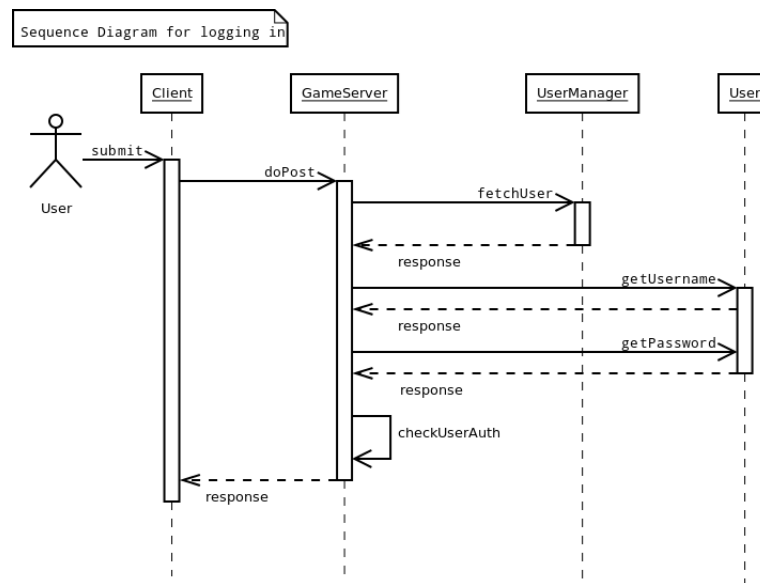 Sequence Diagram for logging in
Client
GameServer
UserManager
User
submit
doPost
User
fetchUser
response
getUsername
response
getPassword
response
checkUserAuth
response